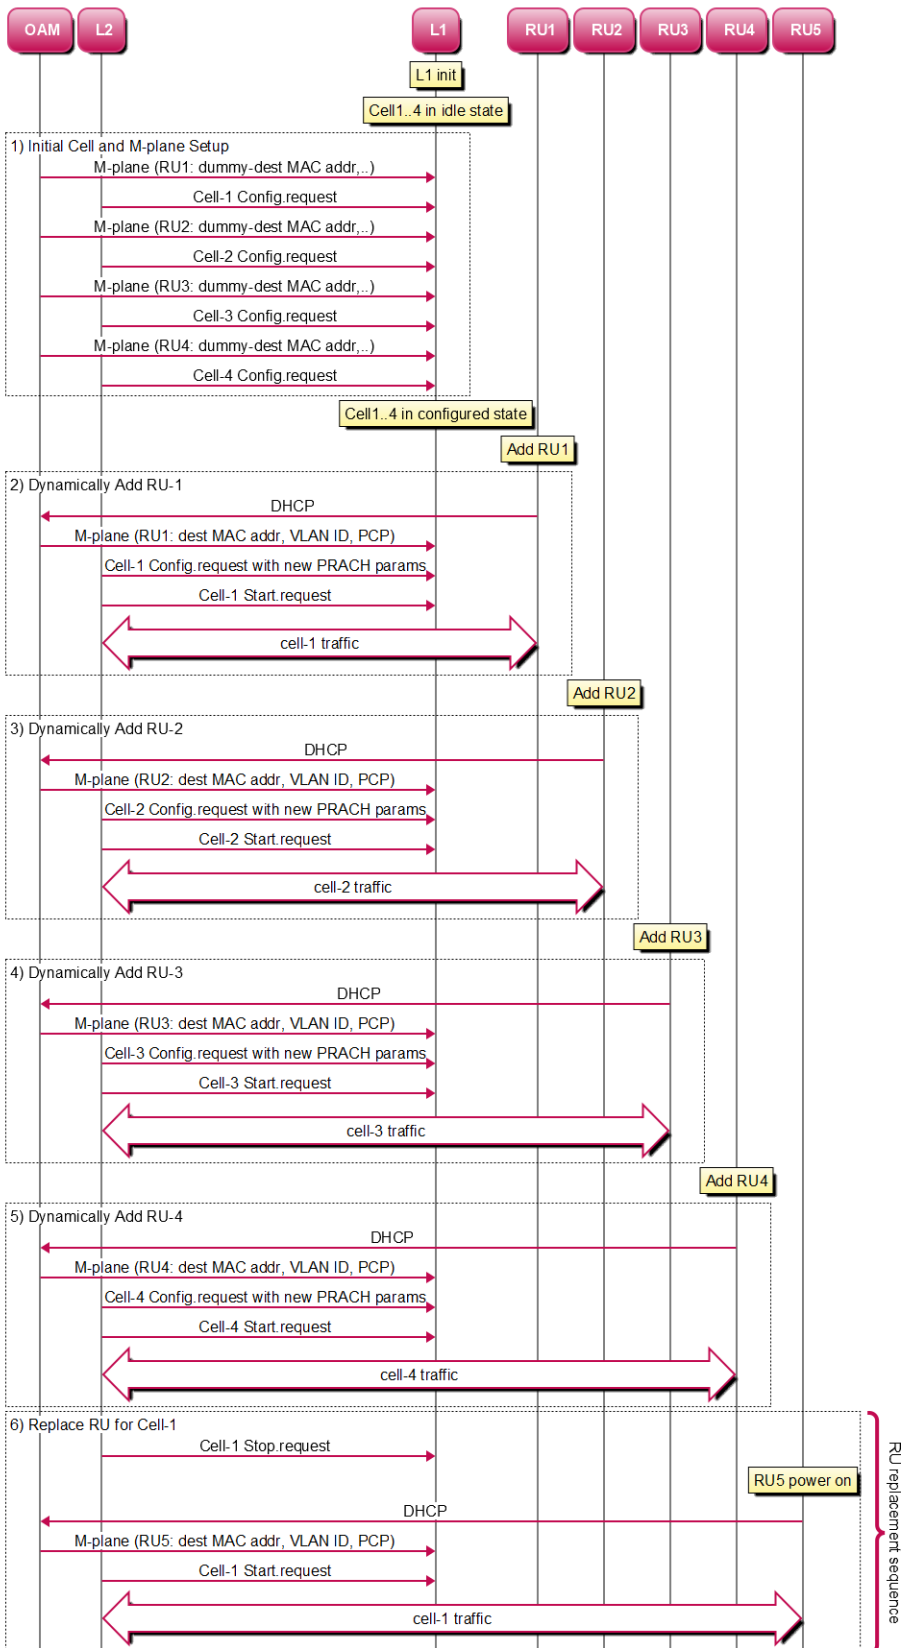 OAM L2 L1 RU1 RU2 RU3 RU4 RU5
L1 init
Cell1..4 in idle state
1) Initial Cell and M-plane Setup
M-plane (RU1: dummy-dest MAC addr,..)
Cell-1 Config.request
M-plane (RU2: dummy-dest MAC addr,..)
Cell-2 Config.request
M-plane (RU3: dummy-dest MAC addr,..)
Cell-3 Config.request
M-plane (RU4: dummy-dest MAC addr,..)
Cell-4 Config.request
Cell1..4 in configured state
Add RU1
2) Dynamically Add RU-1
DHCP
M-plane (RU1: dest MAC addr, VLAN ID, PCP)
Cell-1 Config.request with new PRACH params
Cell-1 Start.request
cell-1 traffic
Add RU2
3) Dynamically Add RU-2
DHCP
M-plane (RU2: dest MAC addr, VLAN ID, PCP)
Cell-2 Config.request with new PRACH params
Cell-2 Start.request
cell-2 traffic
Add RU3
4) Dynamically Add RU-3
DHCP
M-plane (RU3: dest MAC addr, VLAN ID, PCP)
Cell-3 Config.request with new PRACH params
Cell-3 Start.request
cell-3 traffic
Add RU4
5) Dynamically Add RU-4
DHCP
M-plane (RU4: dest MAC addr, VLAN ID, PCP)
Cell-4 Config.request with new PRACH params
Cell-4 Start.request
cell-4 traffic
6) Replace RU for Cell-1
Cell-1 Stop.request
RU5 power on
DHCP
M-plane (RU5: dest MAC addr, VLAN ID, PCP)
Cell-1 Start.request
cell-1 traffic
RU replacement sequence